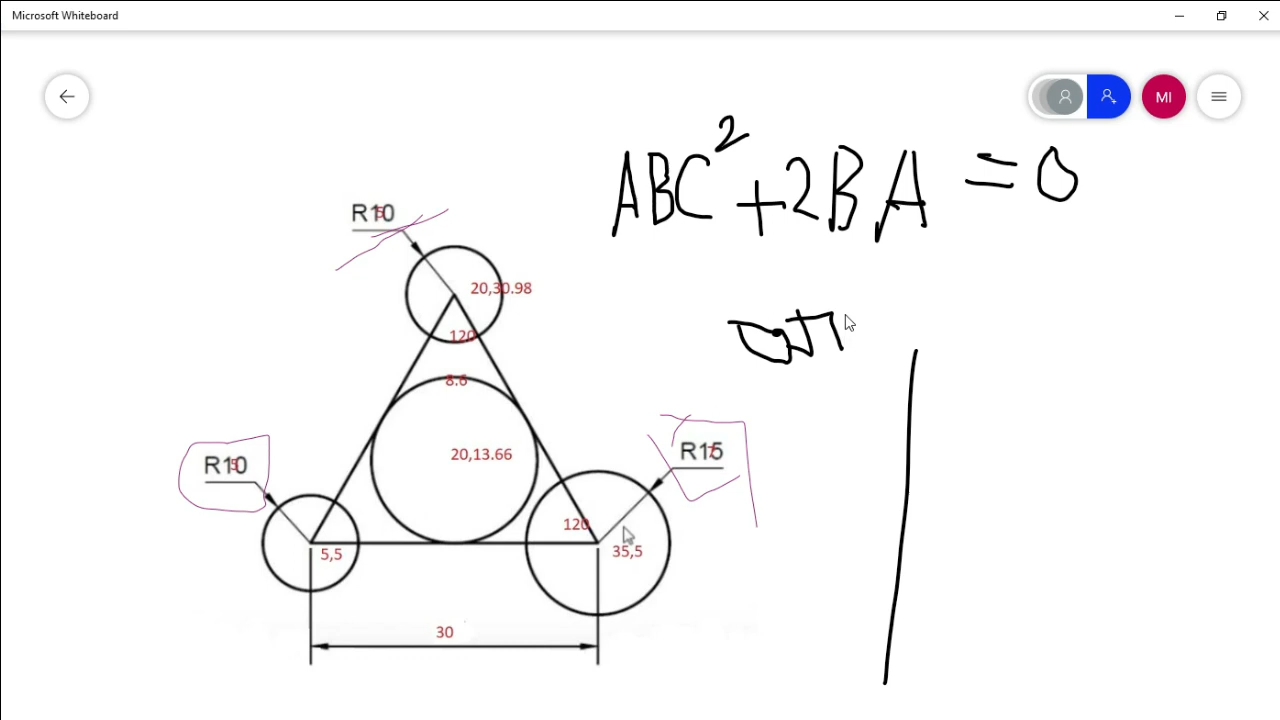 Microsoft Whiteboard
MI
ABC² + 2BA = 0
R10
20,30.98
120
8.6
20,13.66
R15
R10
120
5,5
35,5
30